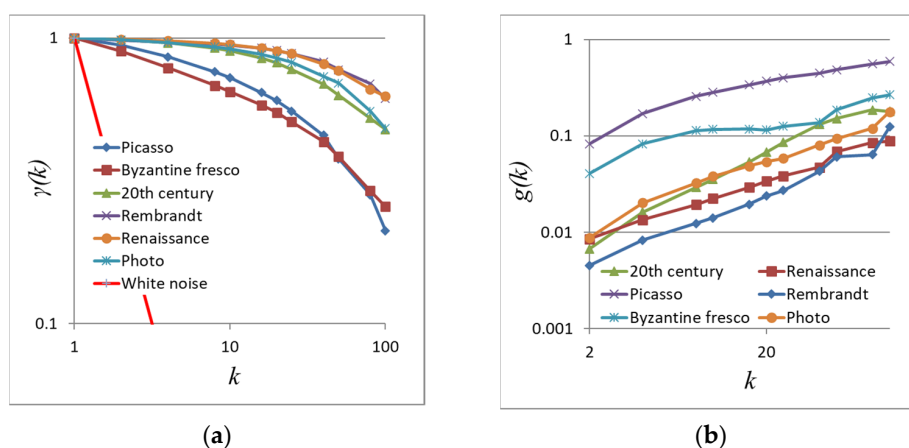 1
γ(k)
Picasso
Byzantine fresco
20th century
Rembrandt
Renaissance
Photo
White noise
0.1
1 10 100
k
(a)
1
0.1
g(k)
0.01
20th century Renaissance
Picasso Rembrandt
Byzantine fresco Photo
0.001
2 20
k
(b)